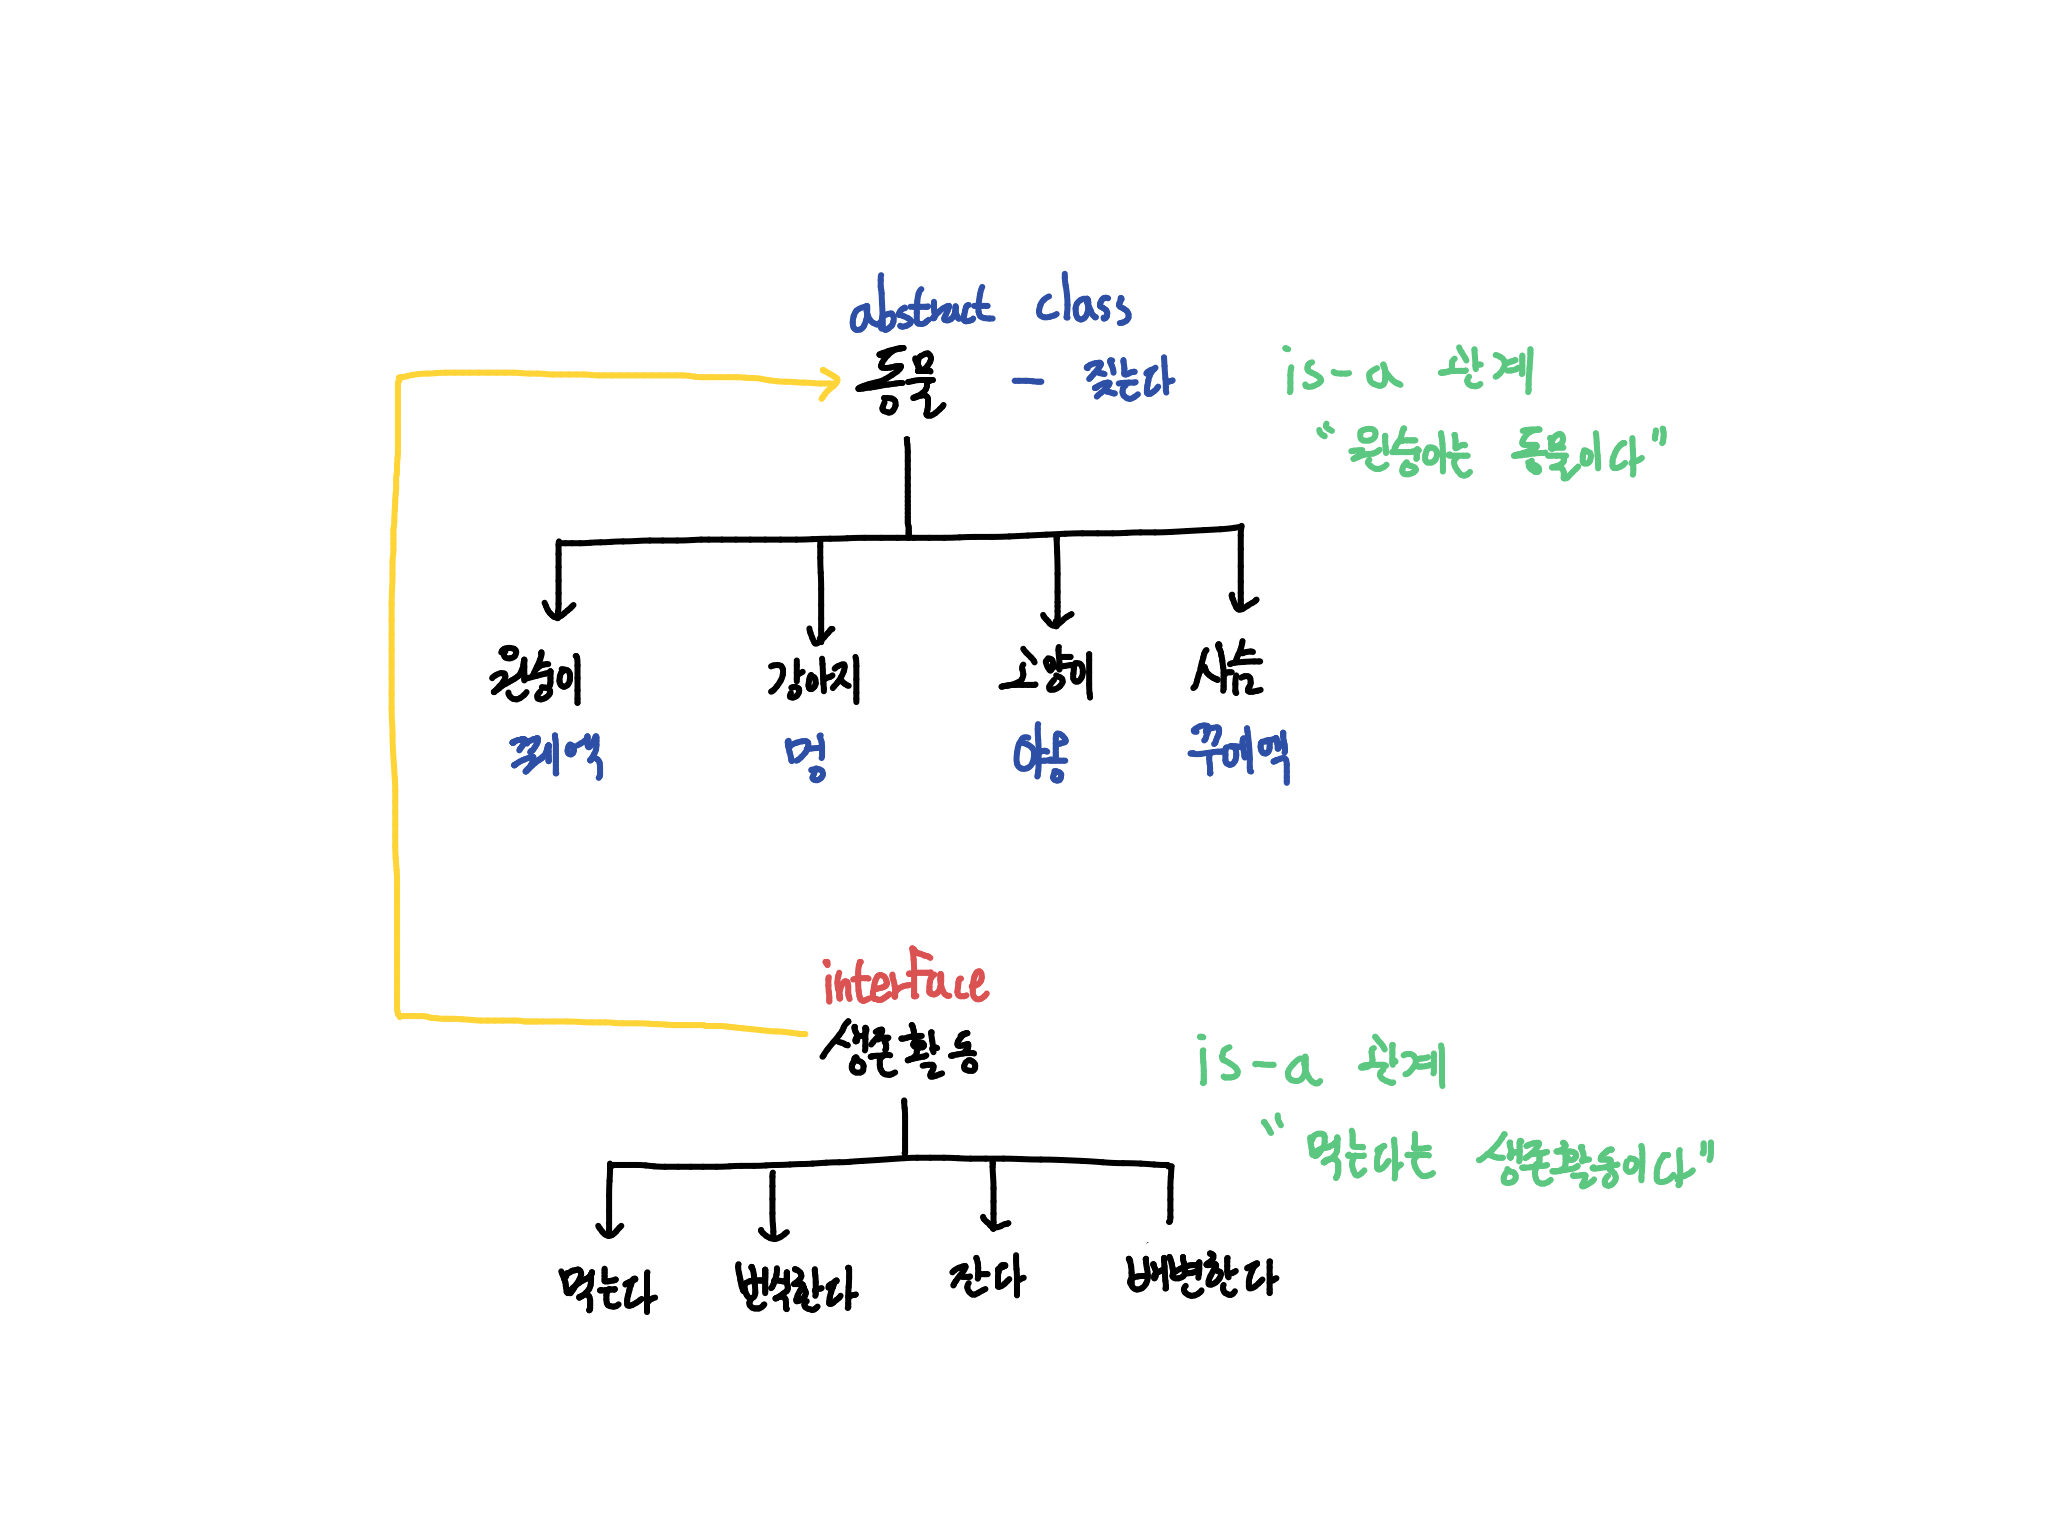 abstract class
동물 - 짖는다
is-a 관계
"원숭이는 동물이다"
원숭이 강아지 고양이 사슴
꿰엑 멍 야옹 꾸에엑
interface
생존활동
is-a 관계
"먹는다는 생존활동이다"
먹는다 번식한다 잔다 배변한다